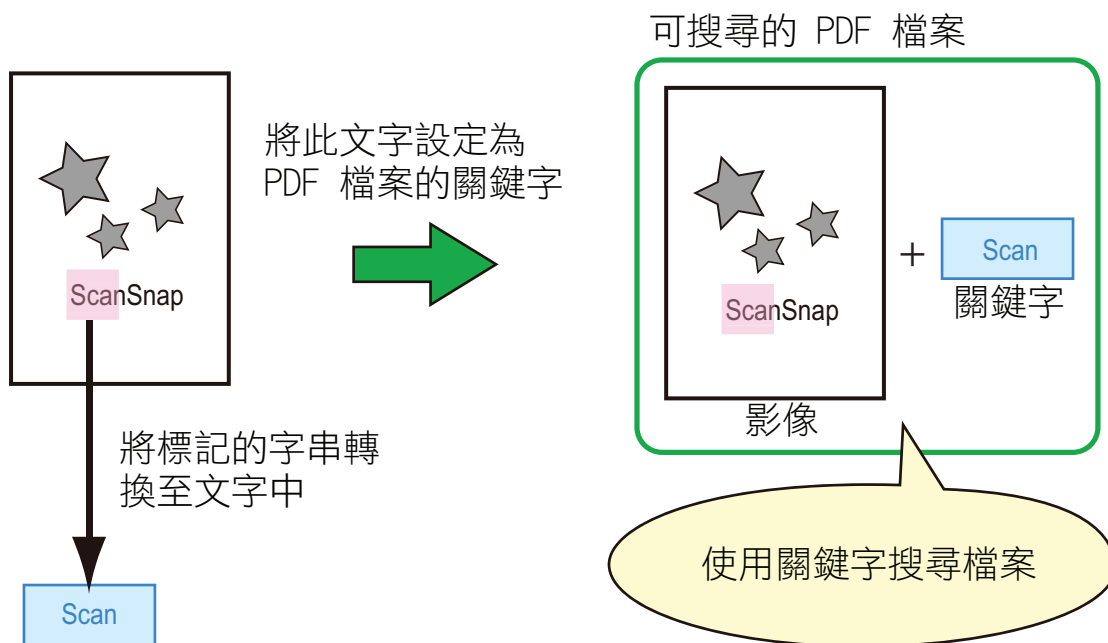 可搜尋的 PDF 檔案
將此文字設定為
PDF 檔案的關鍵字
ScanSnap
將標記的字串轉
換至文字中
Scan
ScanSnap
影像
+
Scan
關鍵字
使用關鍵字搜尋檔案